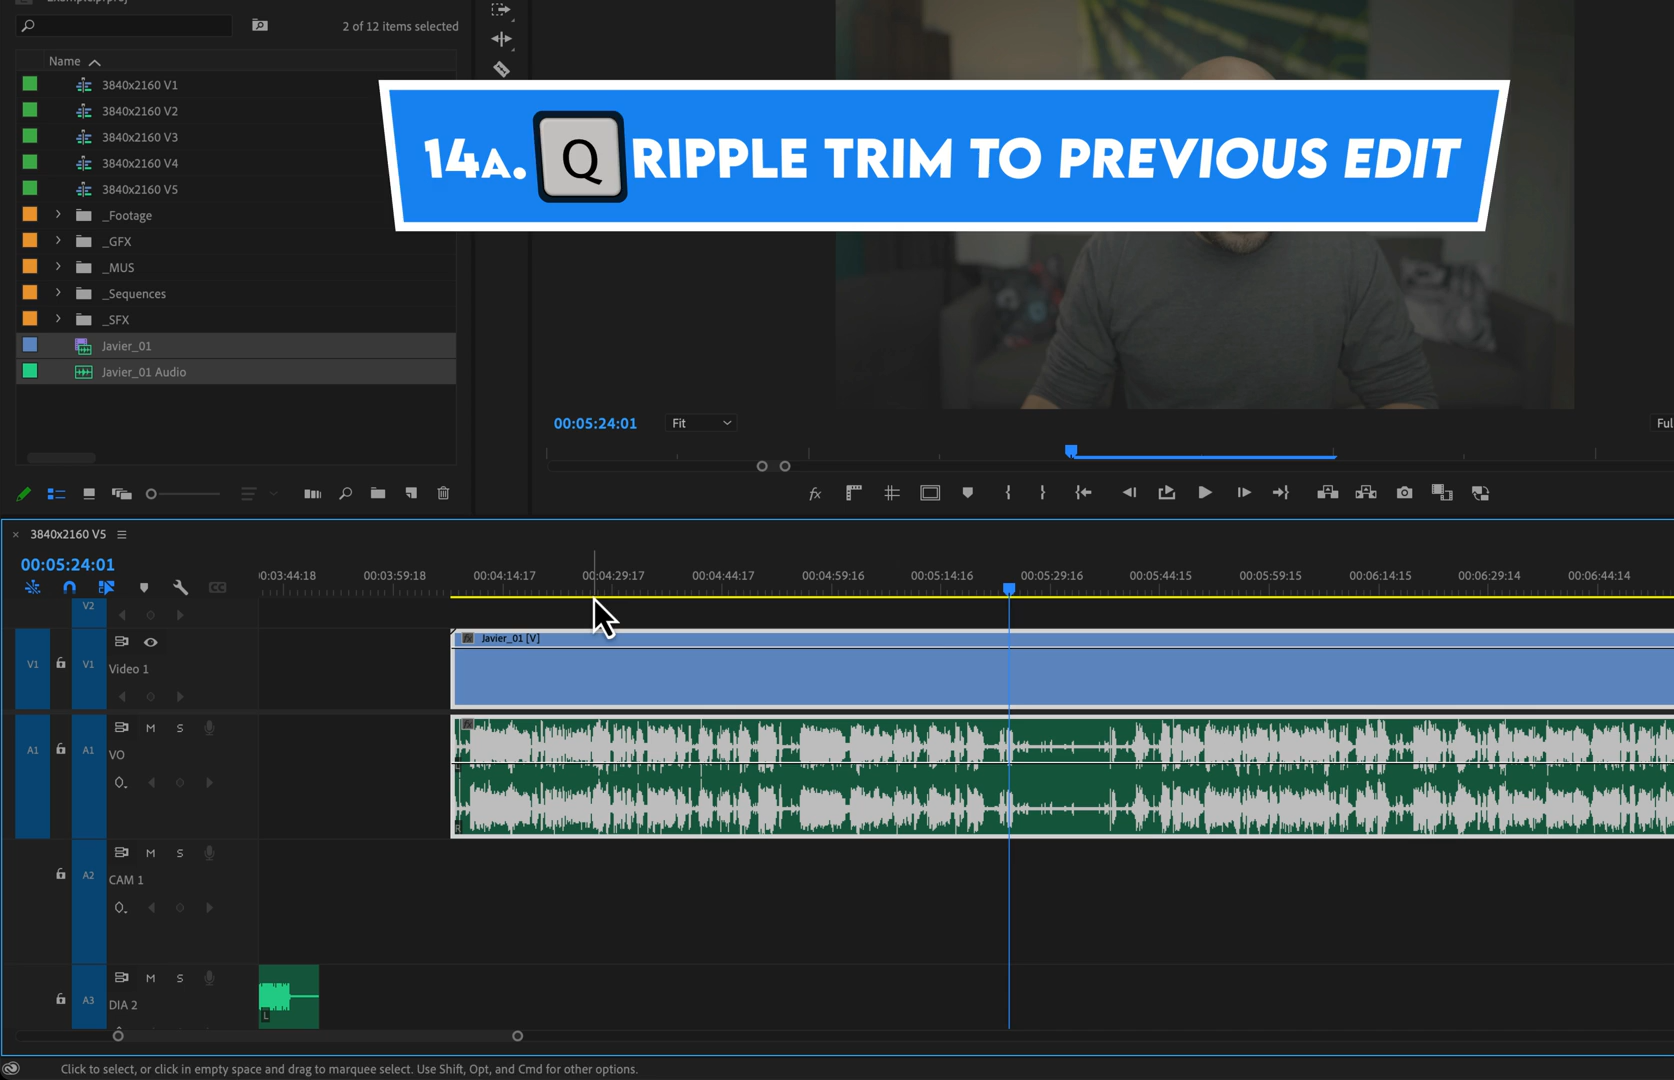 2 of 12 items selected
Name
3840x2160 V1
3840x2160 V2
3840x2160 V3
3840x2160 V4
3840x2160 V5
_Footage
_GFX
_MUS
_Sequences
_SFX
Javier_01
Javier_01 Audio
14A. Q RIPPLE TRIM TO PREVIOUS EDIT
00:05:24:01
Fit
Ful
fx
3840x2160 V5
00:05:24:01
CC
0:03:44:18 00:03:59:18 00:04:14:17 00:04:29:17 00:04:44:17 00:04:59:16 00:05:14:16 00:05:29:16 00:05:44:15 00:05:59:15 00:06:14:15 00:06:29:14 00:06:44:14
V2
fx Javier_01 [V]
V1 V1 Video 1
M S
A1 A1 VO
fx
L
R
M S
A2 CAM 1
M S
A3 DIA 2
L
Click to select, or click in empty space and drag to marquee select. Use Shift, Opt, and Cmd for other options.